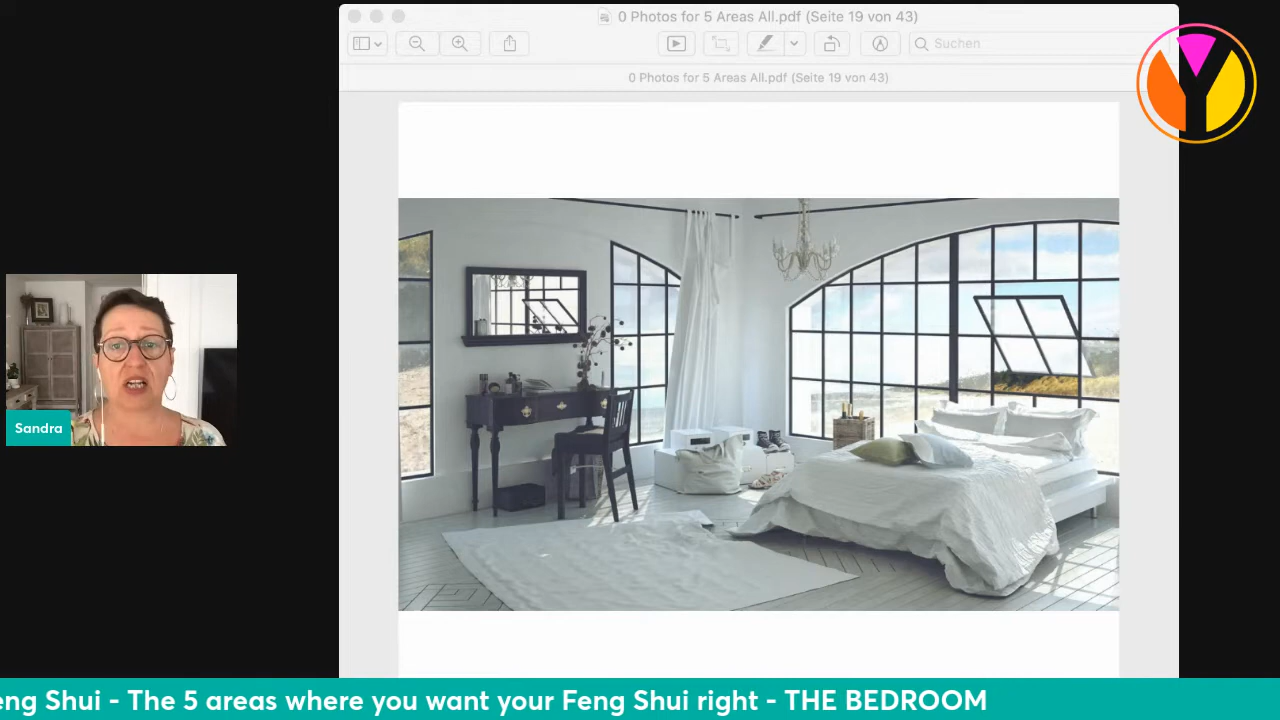 0 Photos for 5 Areas All.pdf (Seite 19 von 43)
Suchen
0 Photos for 5 Areas All.pdf (Seite 19 von 43)
Y
Sandra
eng Shui - The 5 areas where you want your Feng Shui right - THE BEDROOM